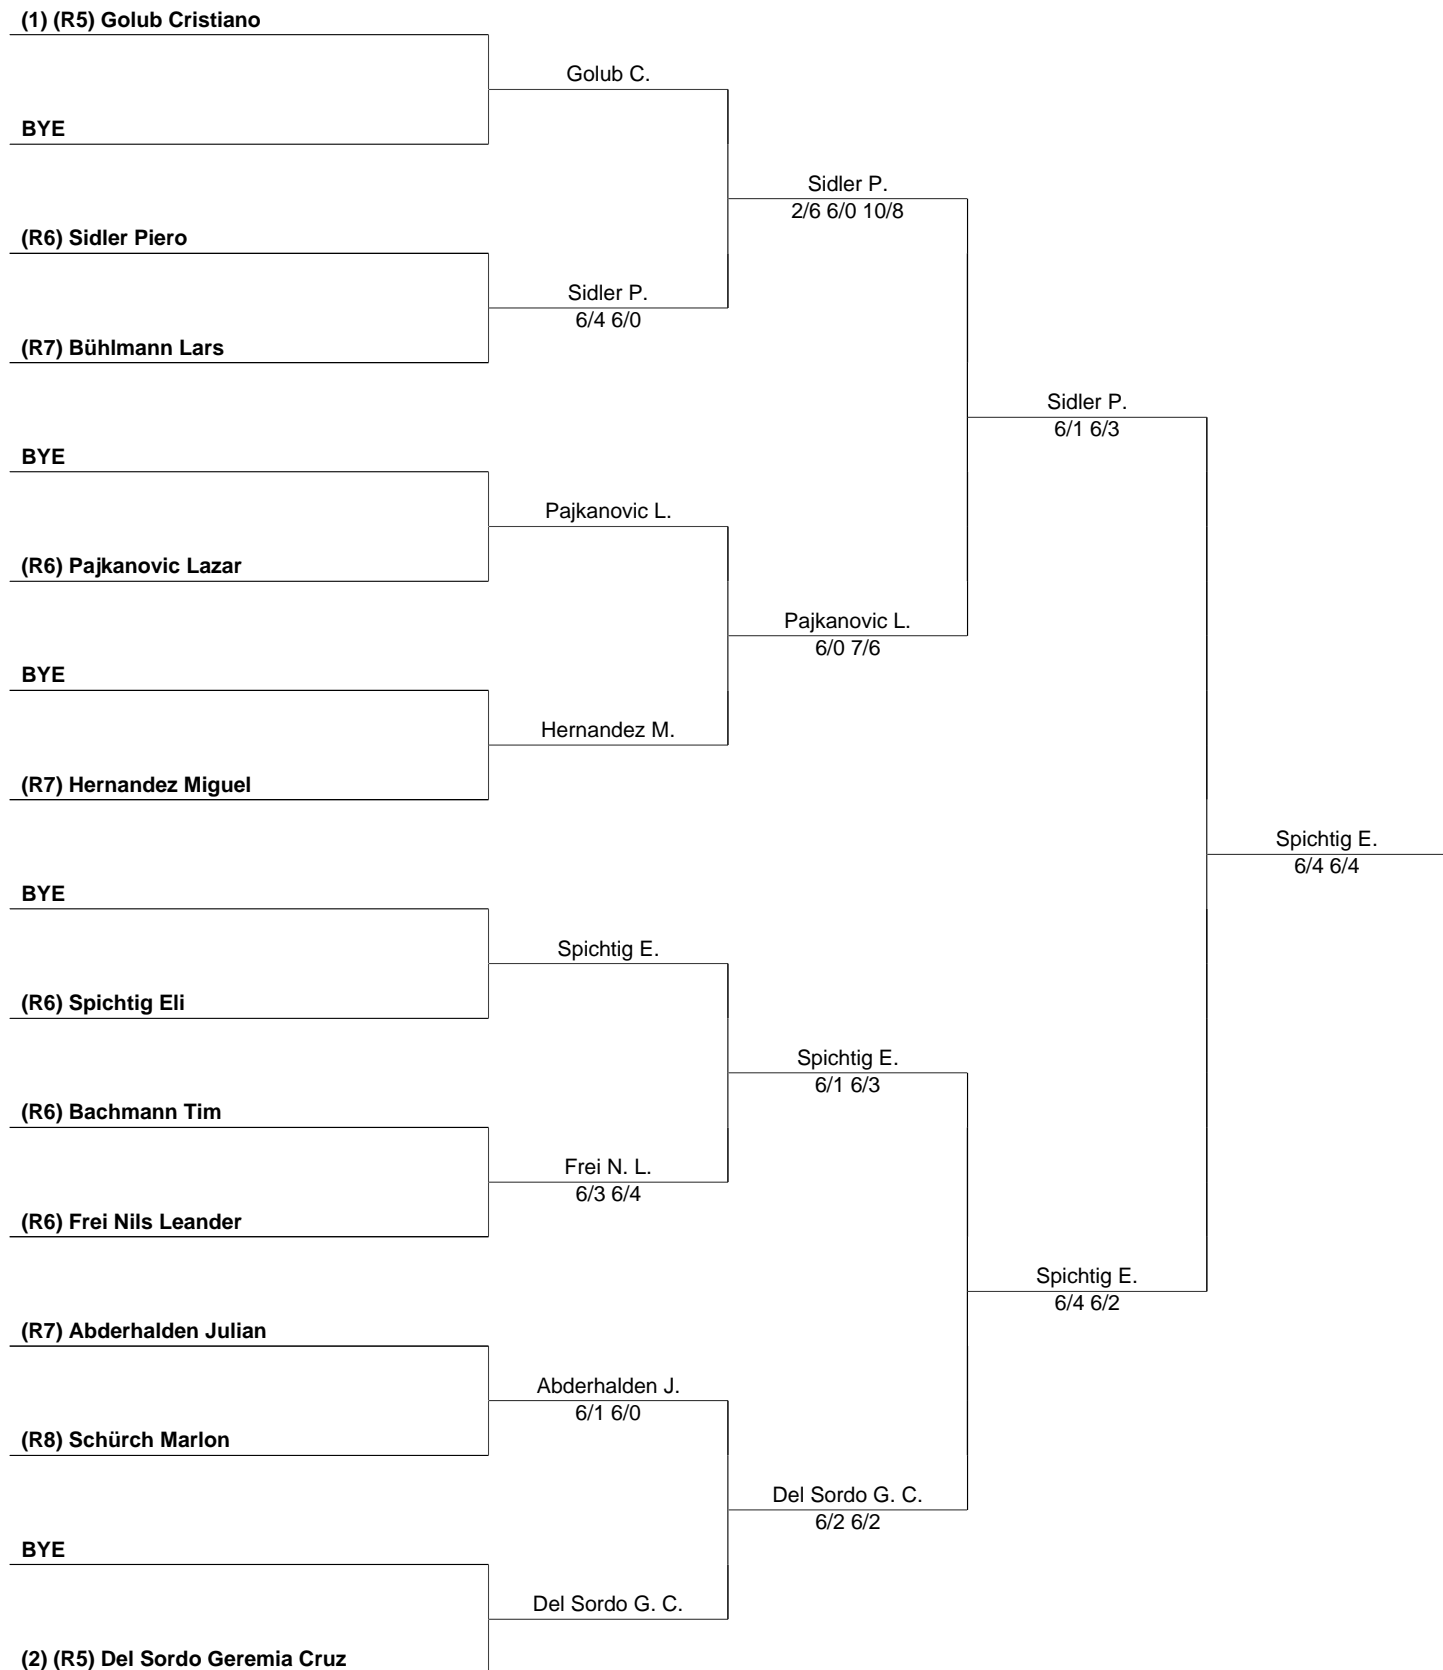 (1) (R5) Golub Cristiano
Golub C.
BYE
Sidler P.
2/6 6/0 10/8
(R6) Sidler Piero
Sidler P.
6/4 6/0
(R7) Bühlmann Lars
Sidler P.
6/1 6/3
BYE
Pajkanovic L.
(R6) Pajkanovic Lazar
Pajkanovic L.
6/0 7/6
BYE
Hernandez M.
(R7) Hernandez Miguel
Spichtig E.
6/4 6/4
BYE
Spichtig E.
(R6) Spichtig Eli
Spichtig E.
6/1 6/3
(R6) Bachmann Tim
Frei N. L.
6/3 6/4
(R6) Frei Nils Leander
Spichtig E.
6/4 6/2
(R7) Abderhalden Julian
Abderhalden J.
6/1 6/0
(R8) Schürch Marlon
Del Sordo G. C.
6/2 6/2
BYE
Del Sordo G. C.
(2) (R5) Del Sordo Geremia Cruz